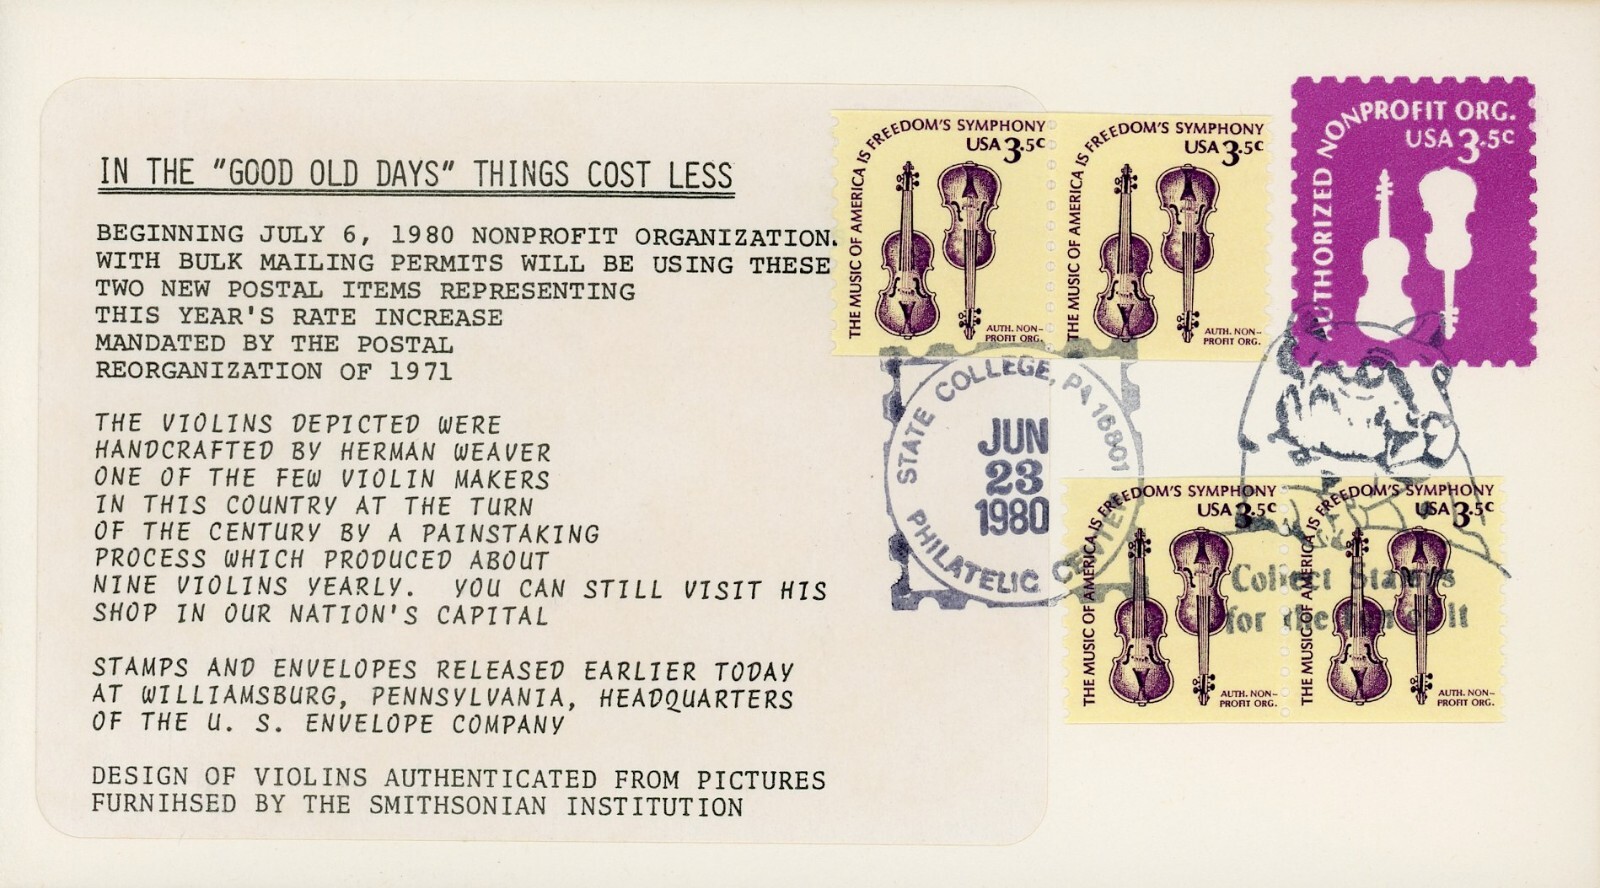 IN THE "GOOD OLD DAYS" THINGS COST LESS
BEGINNING JULY 6, 1980 NONPROFIT ORGANIZATION
WITH BULK MAILING PERMITS WILL BE USING THESE
TWO NEW POSTAL ITEMS REPRESENTING
THIS YEAR'S RATE INCREASE
MANDATED BY THE POSTAL
REORGANIZATION OF 1971
THE VIOLINS DEPICTED WERE
HANDCRAFTED BY HERMAN WEAVER
ONE OF THE FEW VIOLIN MAKERS
IN THIS COUNTRY AT THE TURN
OF THE CENTURY BY A PAINSTAKING
PROCESS WHICH PRODUCED ABOUT
NINE VIOLINS YEARLY. YOU CAN STILL VISIT HIS
SHOP IN OUR NATION'S CAPITAL
STAMPS AND ENVELOPES RELEASED EARLIER TODAY
AT WILLIAMSBURG, PENNSYLVANIA, HEADQUARTERS
OF THE U. S. ENVELOPE COMPANY
DESIGN OF VIOLINS AUTHENTICATED FROM PICTURES
FURNIHSED BY THE SMITHSONIAN INSTITUTION
THE MUSIC OF AMERICA IS FREEDOM'S SYMPHONY
USA 3.5c
AUTH. NON-
PROFIT ORG.
THE MUSIC OF AMERICA IS FREEDOM'S SYMPHONY
USA 3.5c
AUTH. NON-
PROFIT ORG.
AUTHORIZED NONPROFIT ORG.
USA 3.5c
STATE COLLEGE, PA 16801
JUN
23
1980
PHILATELIC CENTER
THE MUSIC OF AMERICA IS FREEDOM'S SYMPHONY
USA 3.5c
AUTH. NON-
PROFIT ORG.
THE MUSIC OF AMERICA IS FREEDOM'S SYMPHONY
USA 3.5c
AUTH. NON-
PROFIT ORG.
Collect Stamps
for the